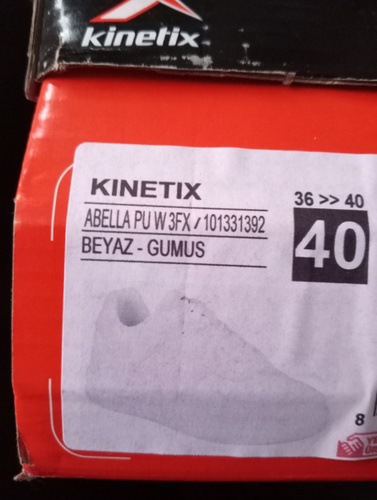 kinetix
KINETIX
36 >> 40
ABELLA PU W 3FX / 101331392
40
BEYAZ - GUMUS
8